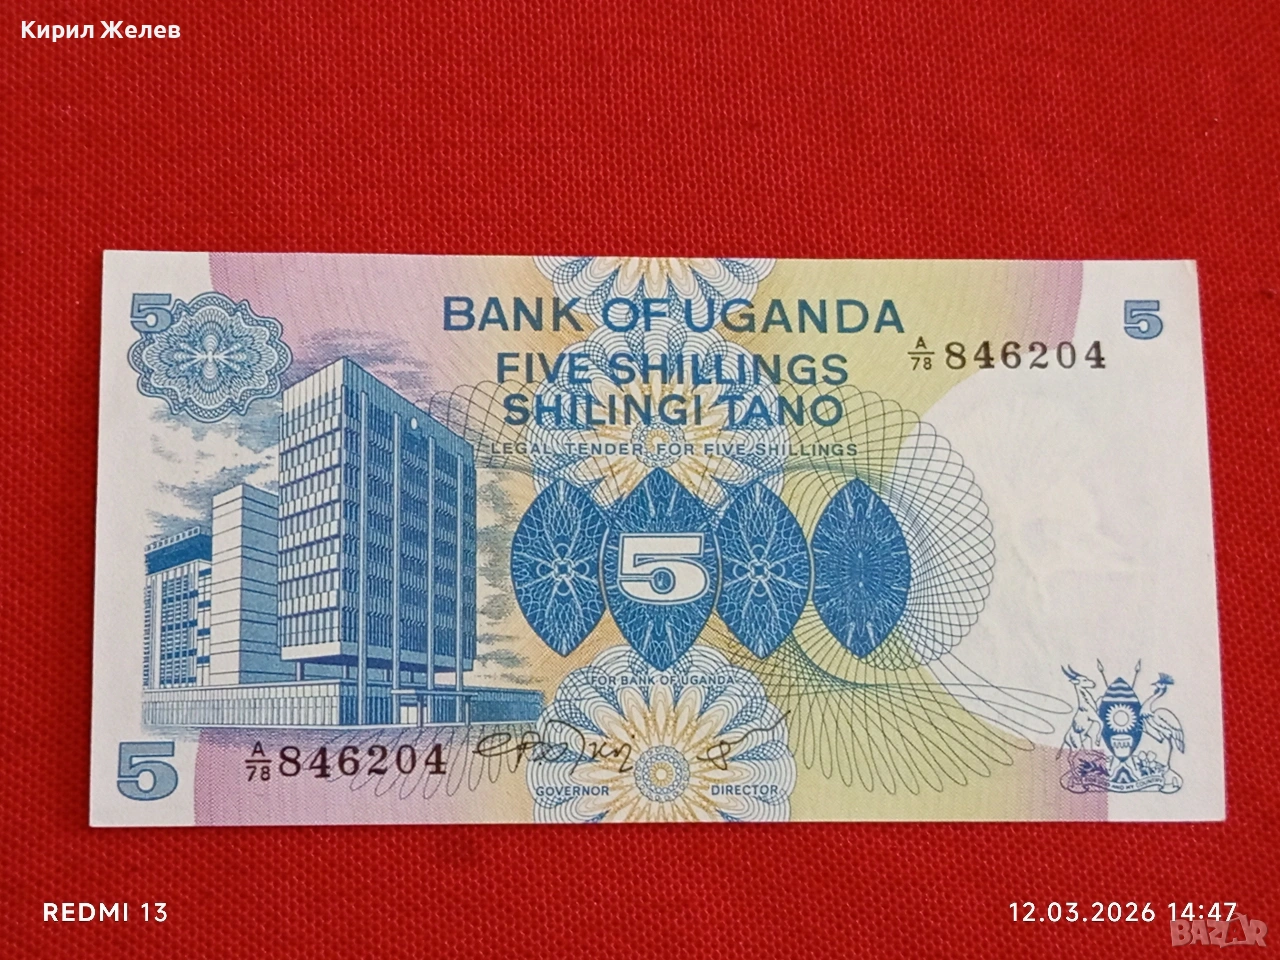 Кирил Желев
5
5
BANK OF UGANDA
FIVE SHILLINGS
SHILINGI TANO
LEGAL TENDER FOR FIVE SHILLINGS
A/78 846204
5
FOR BANK OF UGANDA
A/78 846204
GOVERNOR DIRECTOR
5
REDMI 13
12.03.2026 14:47
BAZAR